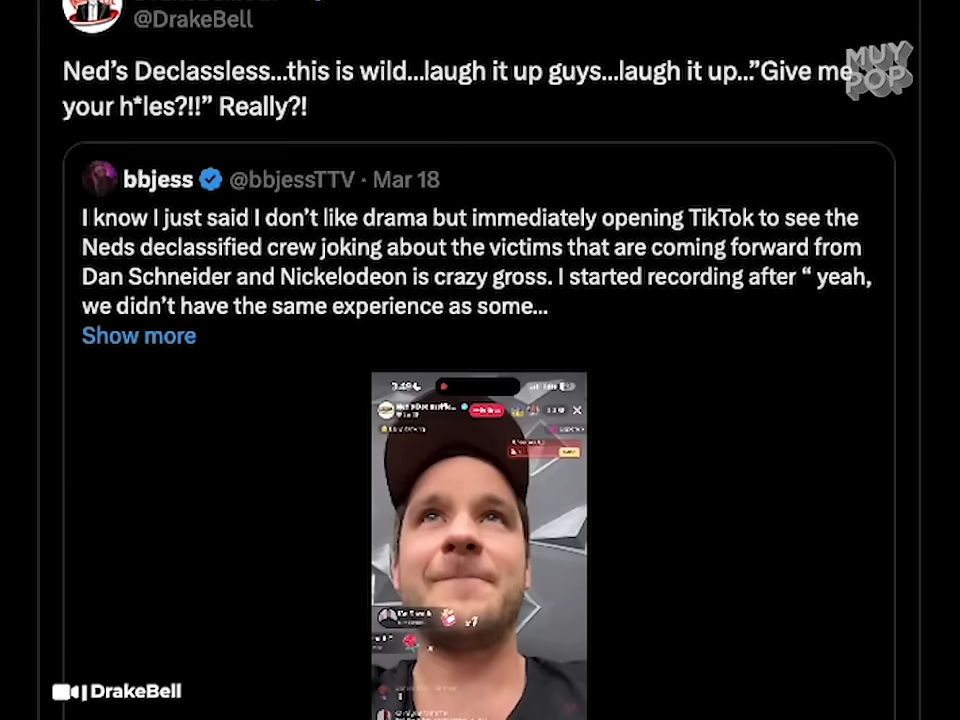 @DrakeBell
Ned's Declassless...this is wild...laugh it up guys...laugh it up..."Give me
your h*les?!!" Really?!
MUY
POP
bbjess @bbjessTTV · Mar 18
I know I just said I don't like drama but immediately opening TikTok to see the
Neds declassified crew joking about the victims that are coming forward from
Dan Schneider and Nickelodeon is crazy gross. I started recording after “ yeah,
we didn't have the same experience as some...
Show more
3:49
x7
DrakeBell